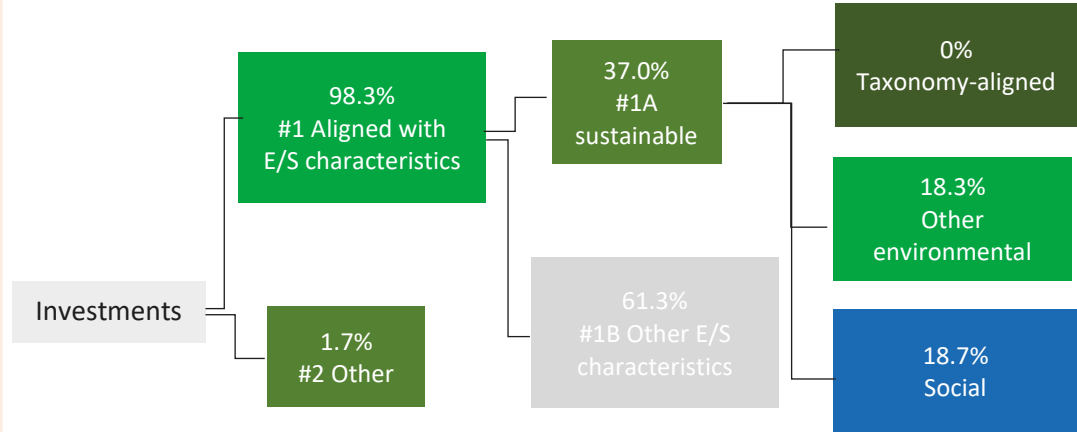 98.3%
#1 Aligned with
E/S characteristics
37.0%
#1A
sustainable
0%
Taxonomy-aligned
18.3%
Other
environmental
Investments
61.3%
#1B Other E/S
characteristics
1.7%
#2 Other
18.7%
Social